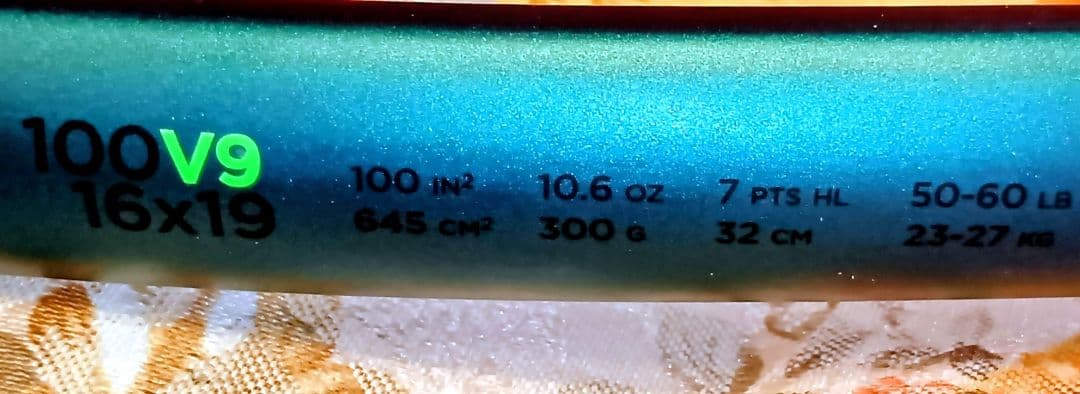 100V9
16x19
100 IN² 10.6 OZ 7 PTS HL 50-60 LB
645 CM² 300 G 32 CM 23-27 KG